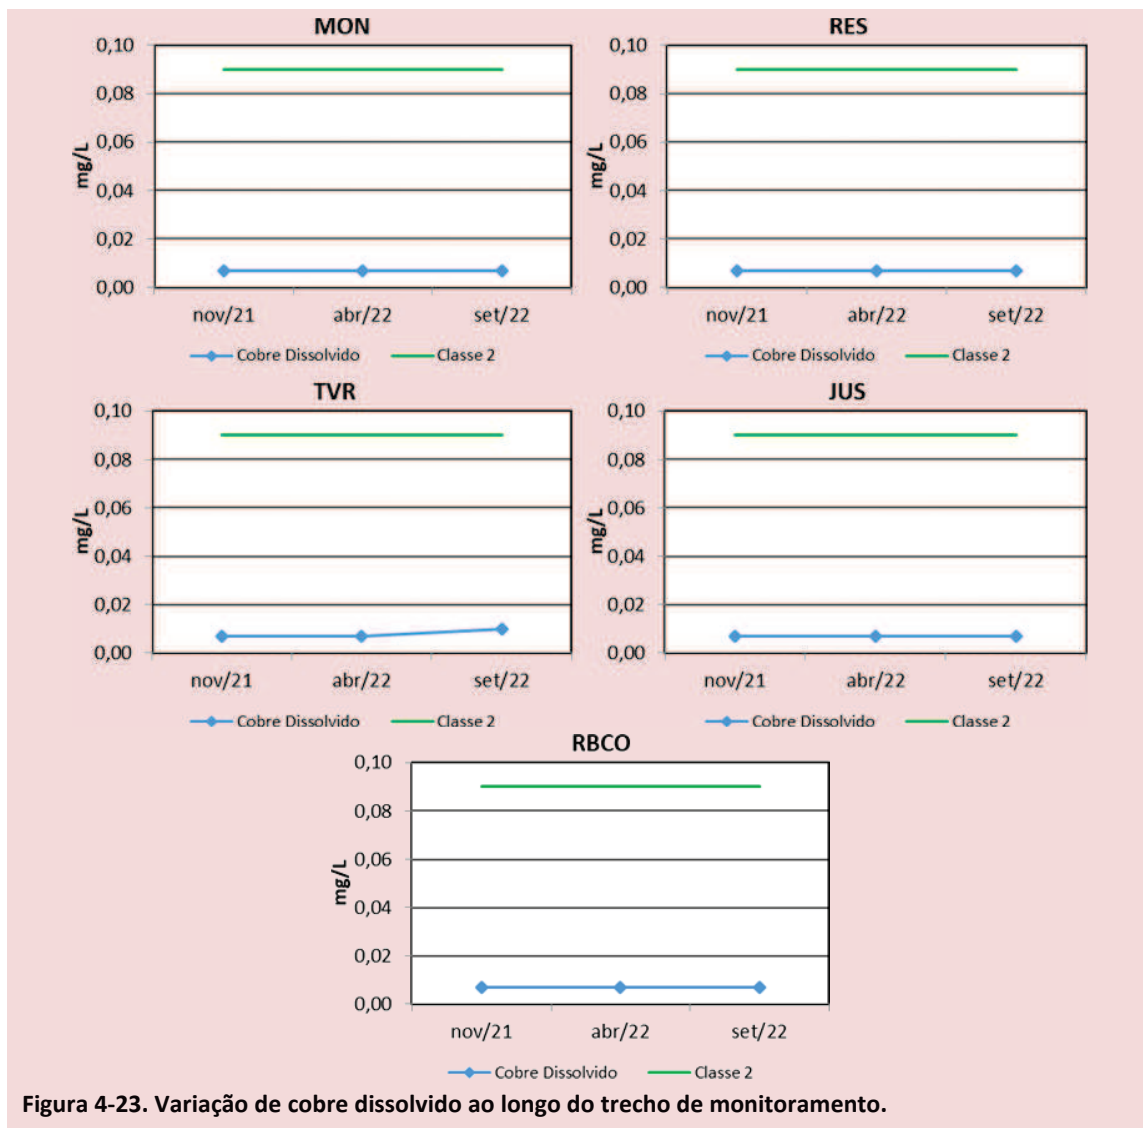 MON
0,10
0,08
0,06
0,04
0,02
0,00
mg/L
nov/21 abr/22 set/22
Cobre Dissolvido Classe 2
RES
0,10
0,08
0,06
0,04
0,02
0,00
mg/L
nov/21 abr/22 set/22
Cobre Dissolvido Classe 2
TVR
0,10
0,08
0,06
0,04
0,02
0,00
mg/L
nov/21 abr/22 set/22
Cobre Dissolvido Classe 2
JUS
0,10
0,08
0,06
0,04
0,02
0,00
mg/L
nov/21 abr/22 set/22
Cobre Dissolvido Classe 2
RBCO
0,10
0,08
0,06
0,04
0,02
0,00
mg/L
nov/21 abr/22 set/22
Cobre Dissolvido Classe 2
Figura 4-23. Variação de cobre dissolvido ao longo do trecho de monitoramento.